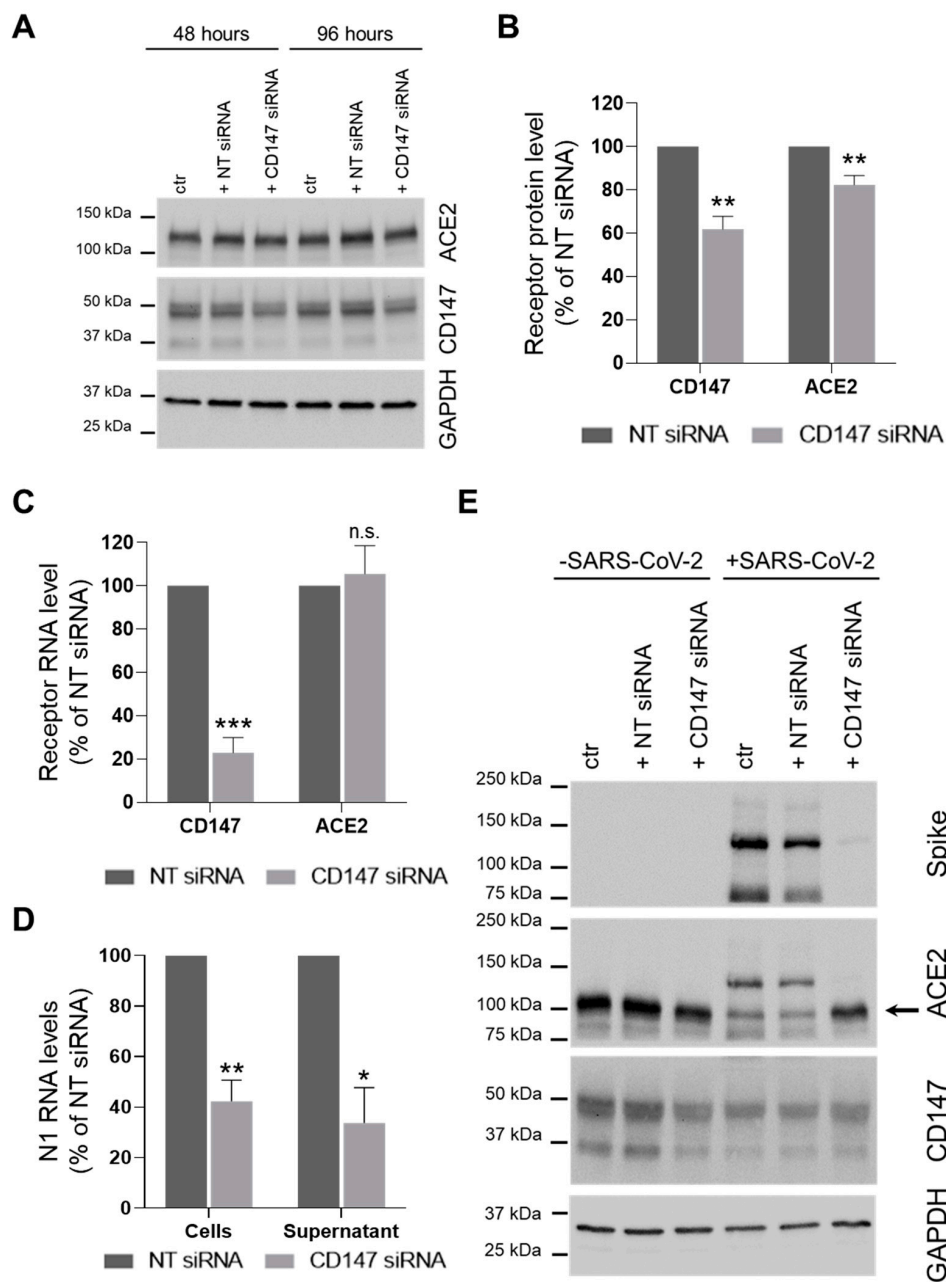 A
48 hours
96 hours
ctr
+ NT siRNA
+ CD147 siRNA
ctr
+ NT siRNA
+ CD147 siRNA
150 kDa
100 kDa
ACE2
50 kDa
37 kDa
CD147
37 kDa
25 kDa
GAPDH
B
Receptor protein level
(% of NT siRNA)
120
100
80
60
40
20
0
**
**
CD147
ACE2
NT siRNA
CD147 siRNA
C
Receptor RNA level
(% of NT siRNA)
120
100
80
60
40
20
0
***
n.s.
CD147
ACE2
NT siRNA
CD147 siRNA
D
N1 RNA levels
(% of NT siRNA)
100
80
60
40
20
0
**
*
Cells
Supernatant
NT siRNA
CD147 siRNA
E
-SARS-CoV-2
+SARS-CoV-2
ctr
+ NT siRNA
+ CD147 siRNA
ctr
+ NT siRNA
+ CD147 siRNA
250 kDa
150 kDa
100 kDa
75 kDa
Spike
250 kDa
150 kDa
100 kDa
75 kDa
ACE2
50 kDa
37 kDa
CD147
37 kDa
25 kDa
GAPDH